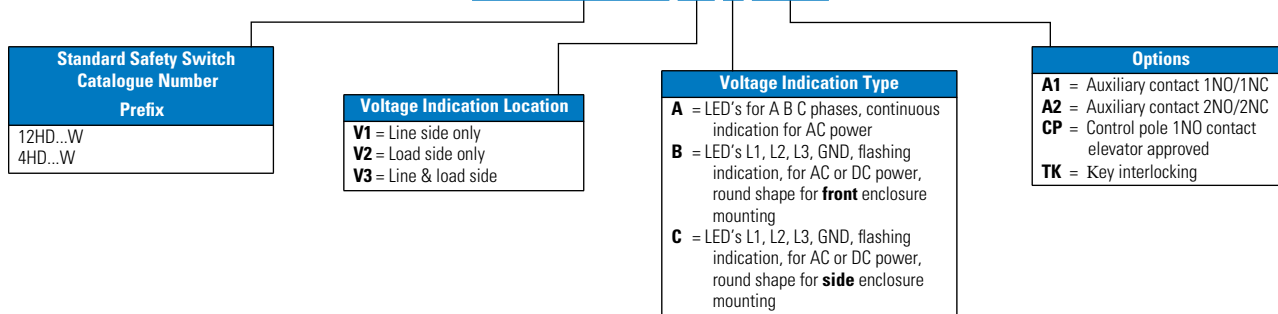 Standard Safety Switch
Catalogue Number
Prefix
12HD...W
4HD...W
Voltage Indication Location
V1 = Line side only
V2 = Load side only
V3 = Line & load side
Voltage Indication Type
A = LED's for A B C phases, continuous
indication for AC power
B = LED's L1, L2, L3, GND, flashing
indication, for AC or DC power,
round shape for front enclosure
mounting
C = LED's L1, L2, L3, GND, flashing
indication, for AC or DC power,
round shape for side enclosure
mounting
Options
A1 = Auxiliary contact 1NO/1NC
A2 = Auxiliary contact 2NO/2NC
CP = Control pole 1NO contact
elevator approved
TK = Key interlocking